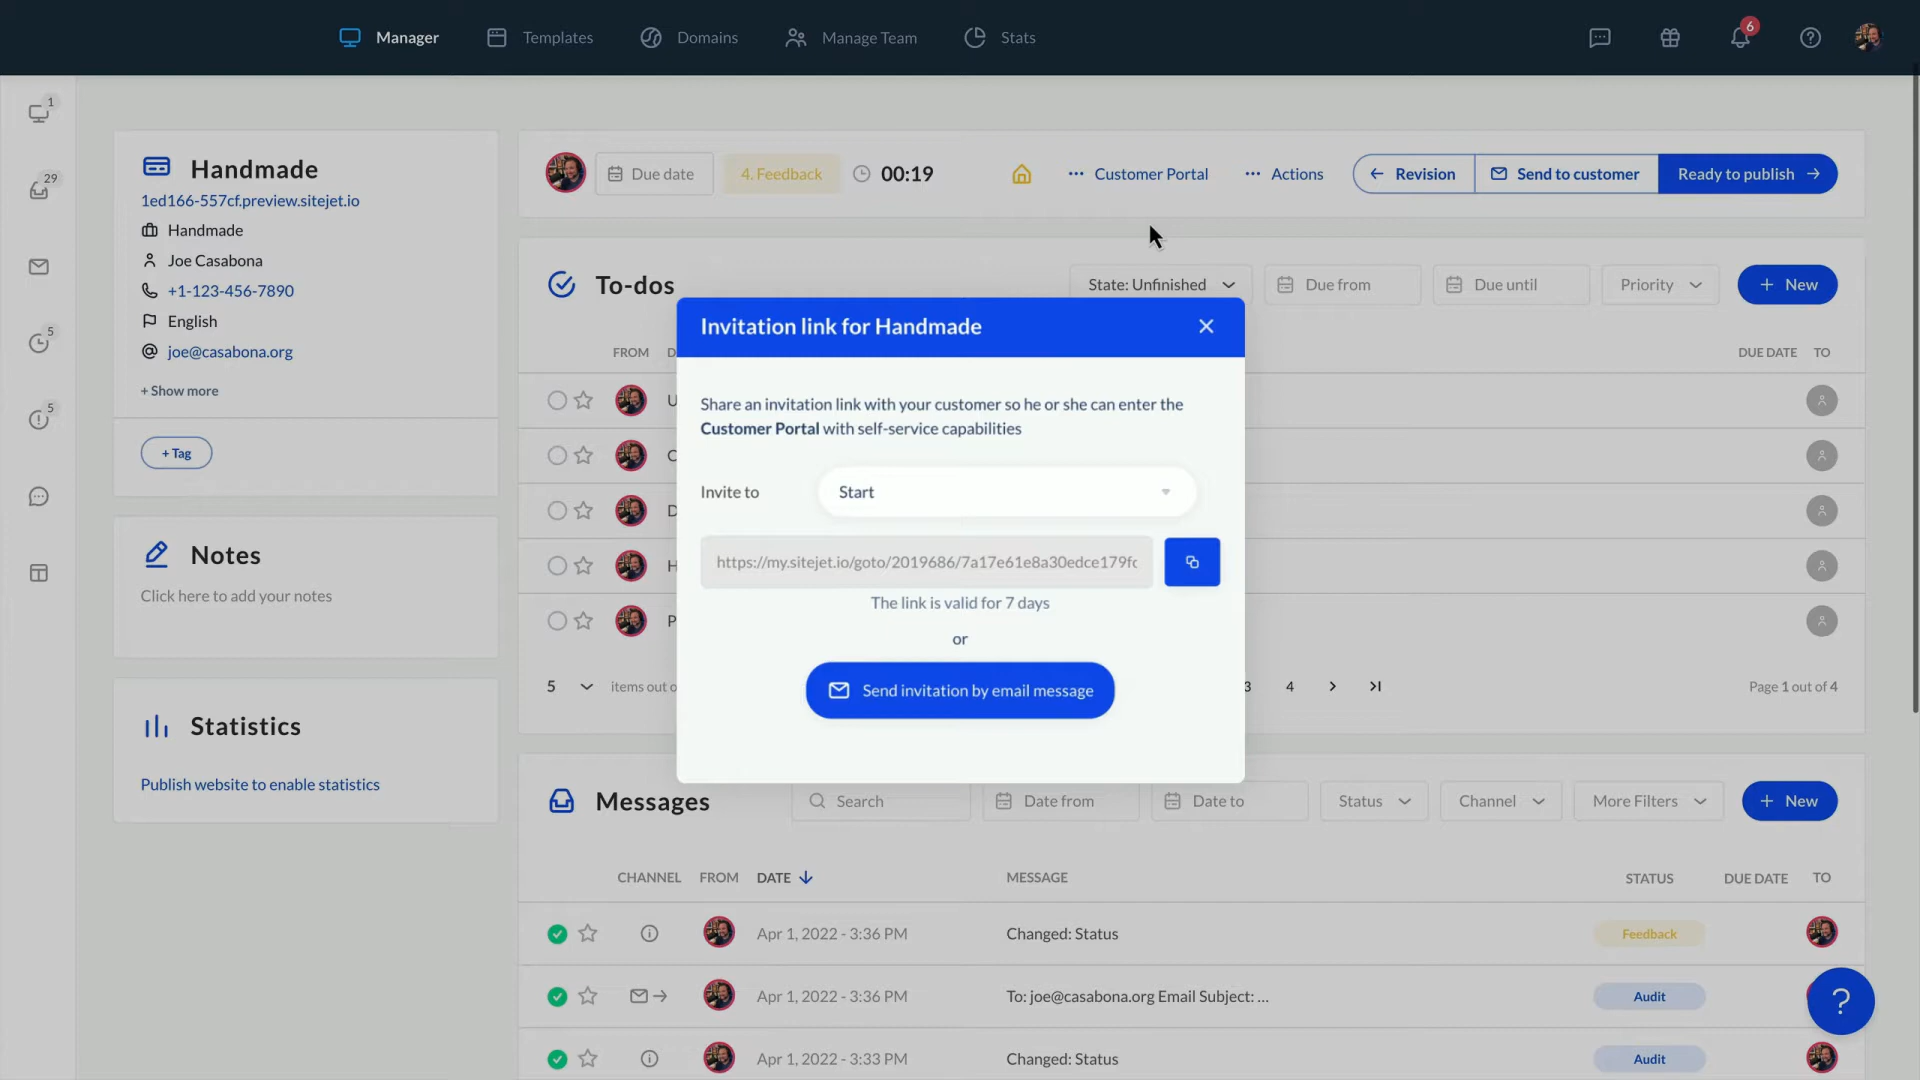 Manager
Templates
Domains
Manage Team
Stats
6
1
29
5
5
Handmade
1ed166-557cf.preview.sitejet.io
Handmade
Joe Casabona
+1-123-456-7890
English
joe@casabona.org
+ Show more
+ Tag
Notes
Click here to add your notes
Statistics
Publish website to enable statistics
Due date
4. Feedback
00:19
Customer Portal
Actions
Revision
Send to customer
Ready to publish
To-dos
State: Unfinished
Due from
Due until
Priority
New
FROM
D
DUE DATE
TO
U
C
D
H
P
5
items out o
3
4
Page 1 out of 4
Invitation link for Handmade
Share an invitation link with your customer so he or she can enter the
Customer Portal with self-service capabilities
Invite to
Start
https://my.sitejet.io/goto/2019686/7a17e61e8a30edce179fc
The link is valid for 7 days
or
Send invitation by email message
Messages
Search
Date from
Date to
Status
Channel
More Filters
New
CHANNEL
FROM
DATE
MESSAGE
STATUS
DUE DATE
TO
Apr 1, 2022 - 3:36 PM
Changed: Status
Feedback
Apr 1, 2022 - 3:36 PM
To: joe@casabona.org Email Subject: ...
Audit
Apr 1, 2022 - 3:33 PM
Changed: Status
Audit
?